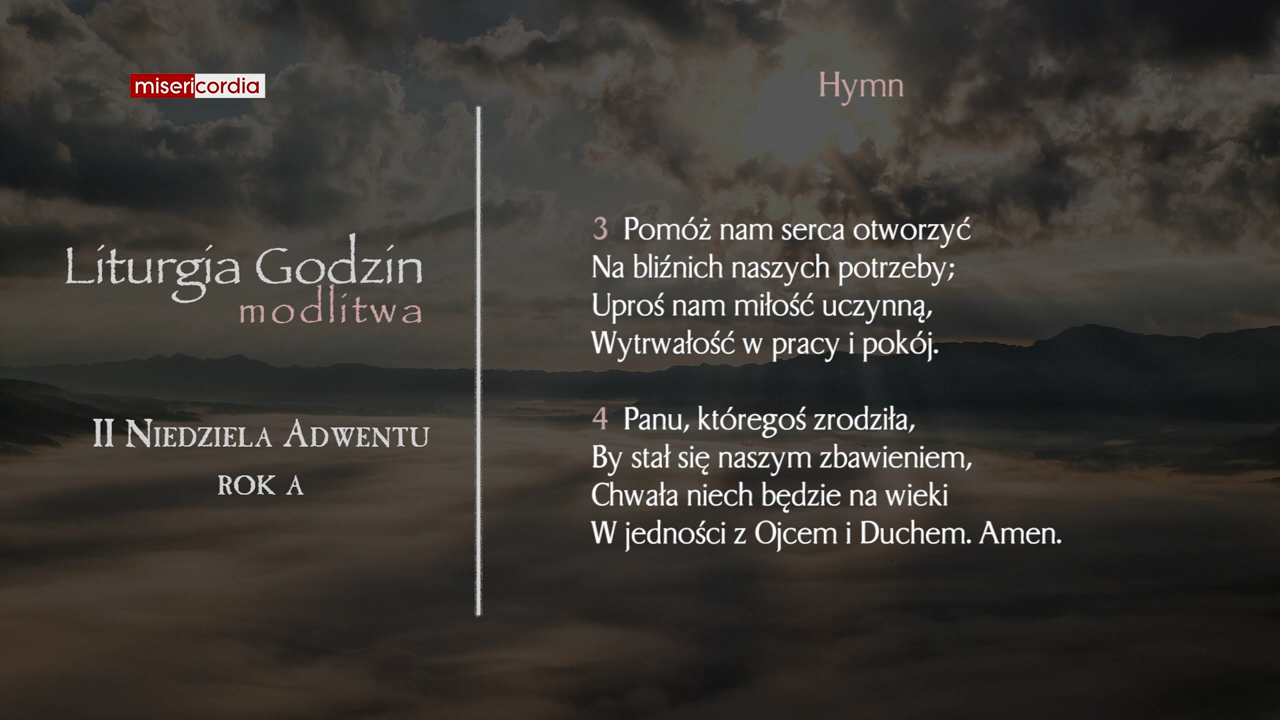 misericordia
Liturgia Godzin
modlitwa
II Niedziela Adwentu
rok a
Hymn
3 Pomóż nam serca otworzyć
Na bliźnich naszych potrzeby;
Uproś nam miłość uczynną,
Wytrwałość w pracy i pokój.
4 Panu, któregoś zrodziła,
By stał się naszym zbawieniem,
Chwała niech będzie na wieki
W jedności z Ojcem i Duchem. Amen.